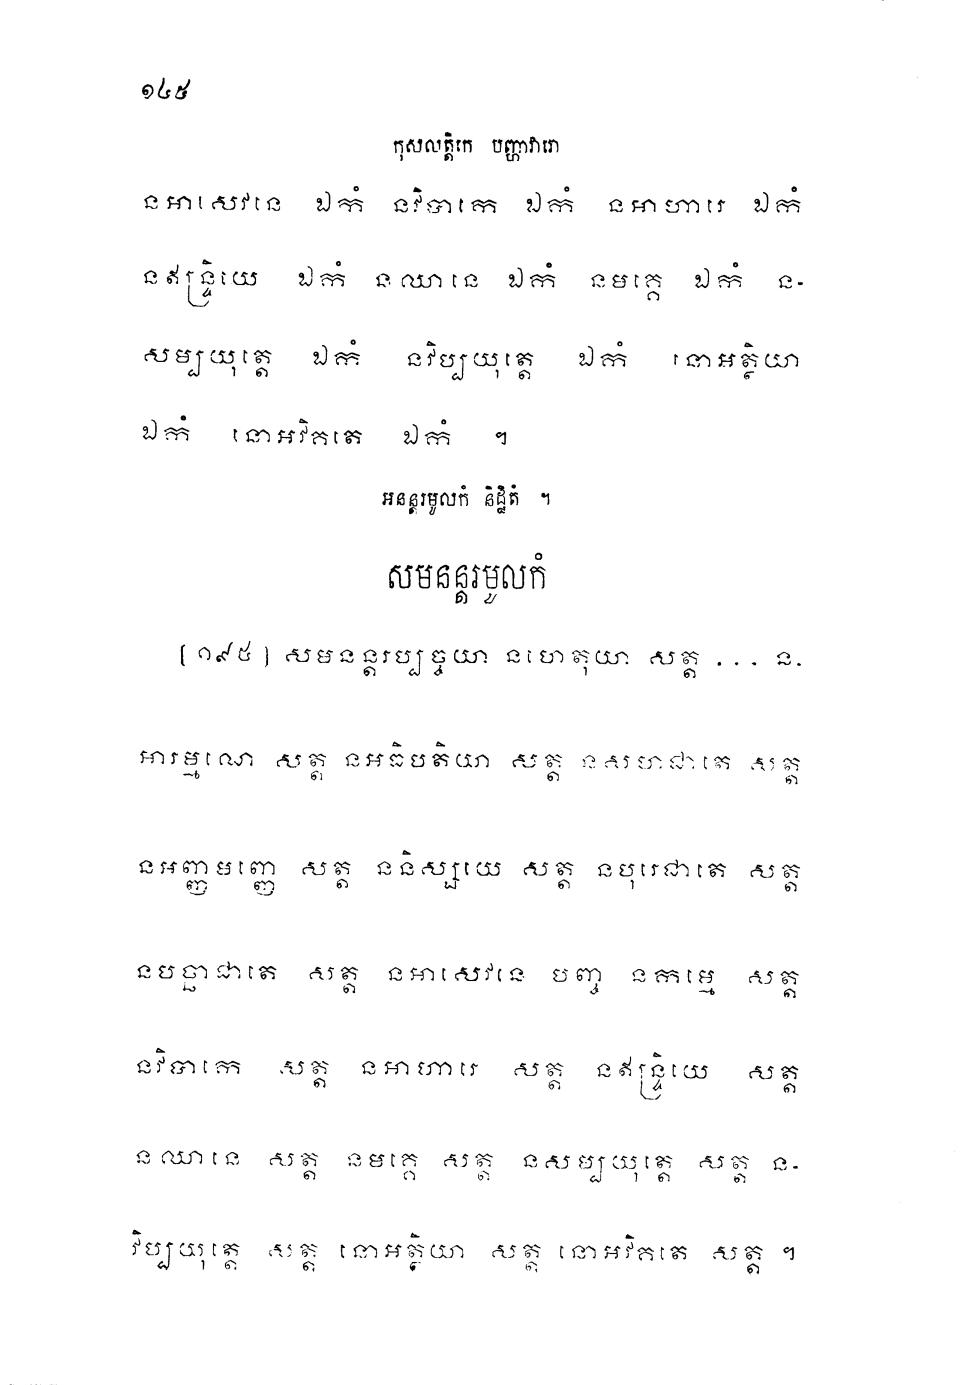 ១៤៥
កុសលត្តិកេ បញ្ហាវារោ
នអាសេវនេ ឯកំ នវិបាកេ ឯកំ នអាហារេ ឯកំ
នឥន្ទ្រិយេ ឯកំ នឈានេ ឯកំ នមគ្គេ ឯកំ ន-
សម្បយុត្តេ ឯកំ នវិប្បយុត្តេ ឯកំ នោអត្ថិយា
ឯកំ នោអវិគតេ ឯកំ ។
អនន្តរមូលកំ និដ្ឋិតំ ។
សមនន្តរមូលកំ
[១៩៥] សមនន្តរប្បច្ចយា នហេតុយា សត្ត ... ន-
អារម្មណេ សត្ត នអធិបតិយា សត្ត នសហជាតេ សត្ត
នអញ្ញមញ្ញេ សត្ត ននិស្សយេ សត្ត នបុរេជាតេ សត្ត
នបច្ឆាជាតេ សត្ត នអាសេវនេ បញ្ច នកម្មេ សត្ត
នវិបាកេ សត្ត នអាហារេ សត្ត នឥន្ទ្រិយេ សត្ត
នឈានេ សត្ត នមគ្គេ សត្ត នសម្បយុត្តេ សត្ត ន-
វិប្បយុត្តេ សត្ត នោអត្ថិយា សត្ត នោអវិគតេ សត្ត ។